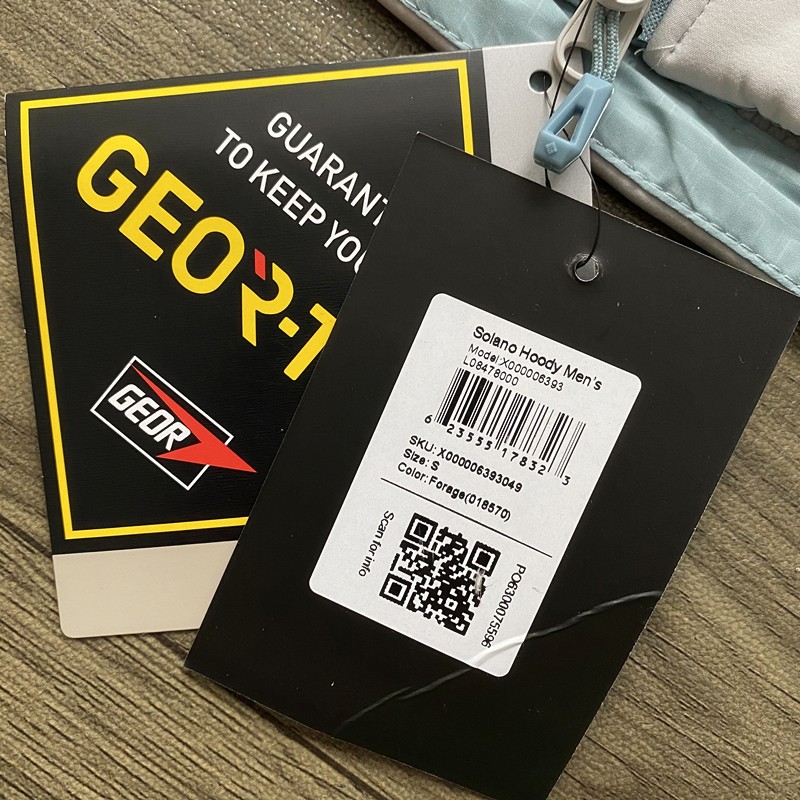 GUARANT
TO KEEP YOU
GEOR-T
GEOR
Solano Hoody Men's
Model:X000006393
L08478000
6 23555 17832 3
SKU: X000006393049
Size: S
Color: Forage(018570)
Scan for info
PO6300075596